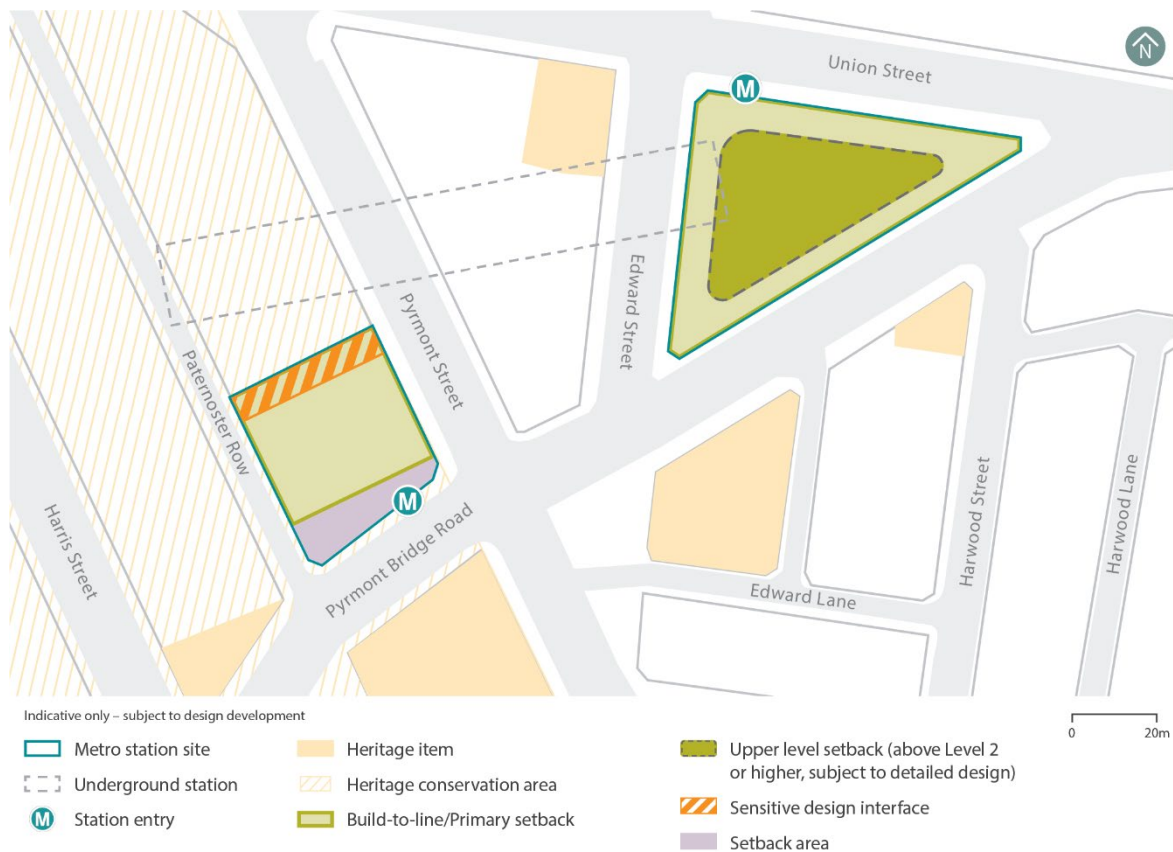 N
Union Street
M
Edward Street
Pyrmont Street
Paternoster Row
M
Harris Street
Pyrmont Bridge Road
Harwood Street
Harwood Lane
Edward Lane
Indicative only – subject to design development
0 20m
Metro station site
Underground station
M Station entry
Heritage item
Heritage conservation area
Build-to-line/Primary setback
Upper level setback (above Level 2
or higher, subject to detailed design)
Sensitive design interface
Setback area